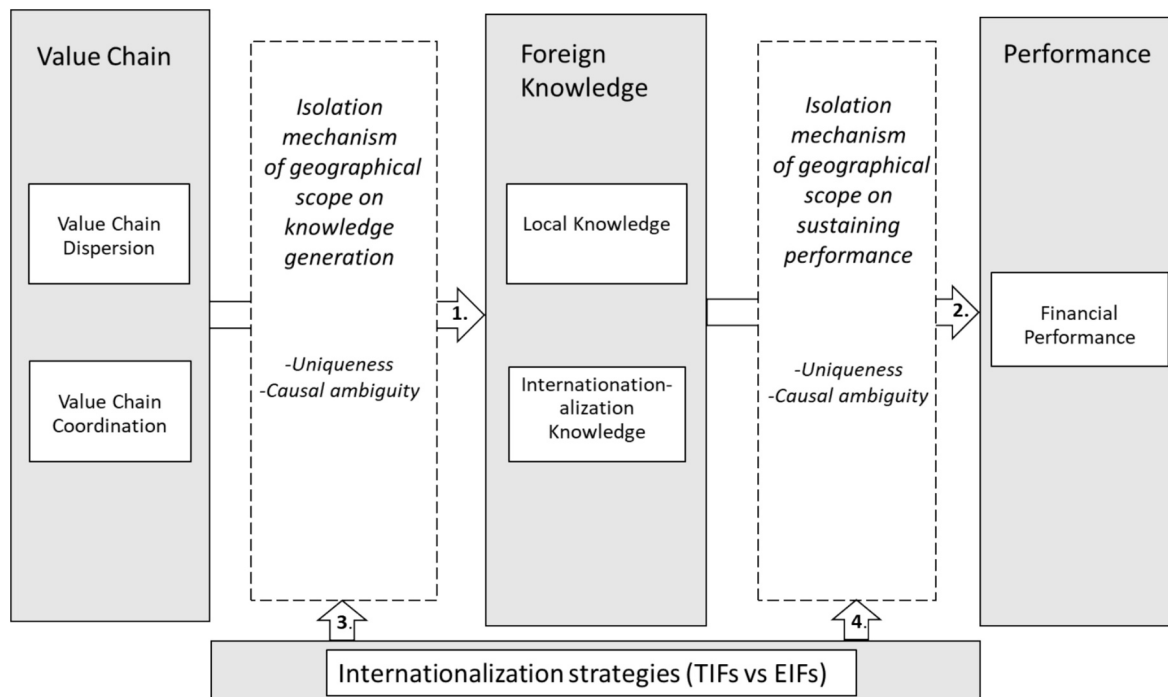 Value Chain
Value Chain
Dispersion
Value Chain
Coordination
Isolation
mechanism
of geographical
scope on
knowledge
generation
-Uniqueness
-Causal ambiguity
1.
Foreign
Knowledge
Local Knowledge
Internationation-
alization
Knowledge
Isolation
mechanism
of geographical
scope on
sustaining
performance
-Uniqueness
-Causal ambiguity
2.
Performance
Financial
Performance
3.
4.
Internationalization strategies (TIFs vs EIFs)